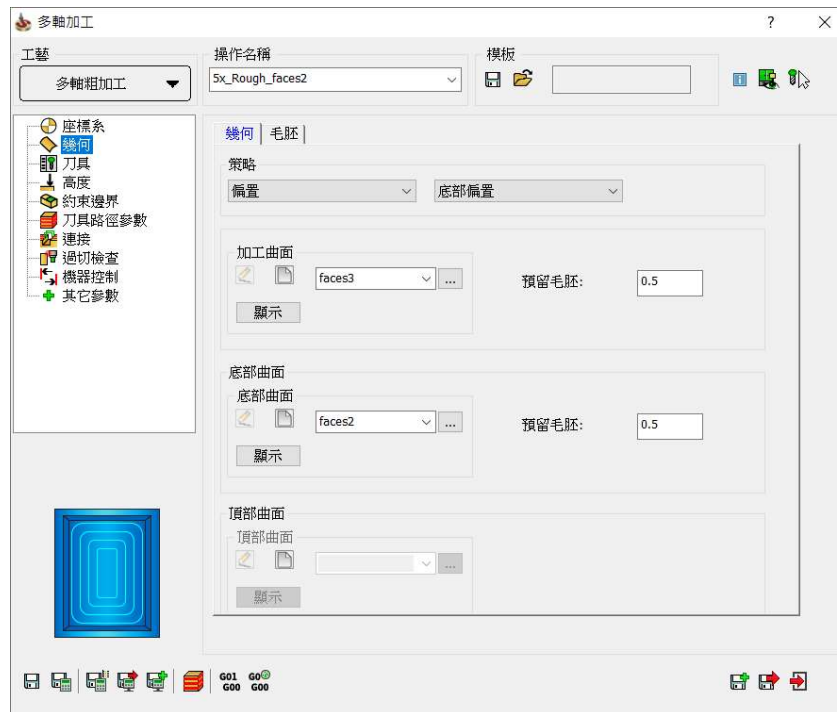 多軸加工
工藝
多軸粗加工
操作名稱
5x_Rough_faces2
模板
座標系
幾何
刀具
高度
約束邊界
刀具路徑參數
連接
過切檢查
機器控制
其它參數
幾何 毛胚
策略
偏置 底部偏置
加工曲面
faces3 ...
預留毛胚: 0.5
顯示
底部曲面
底部曲面
faces2 ...
預留毛胚: 0.5
顯示
頂部曲面
頂部曲面
...
顯示
G01 G0
G00 G00